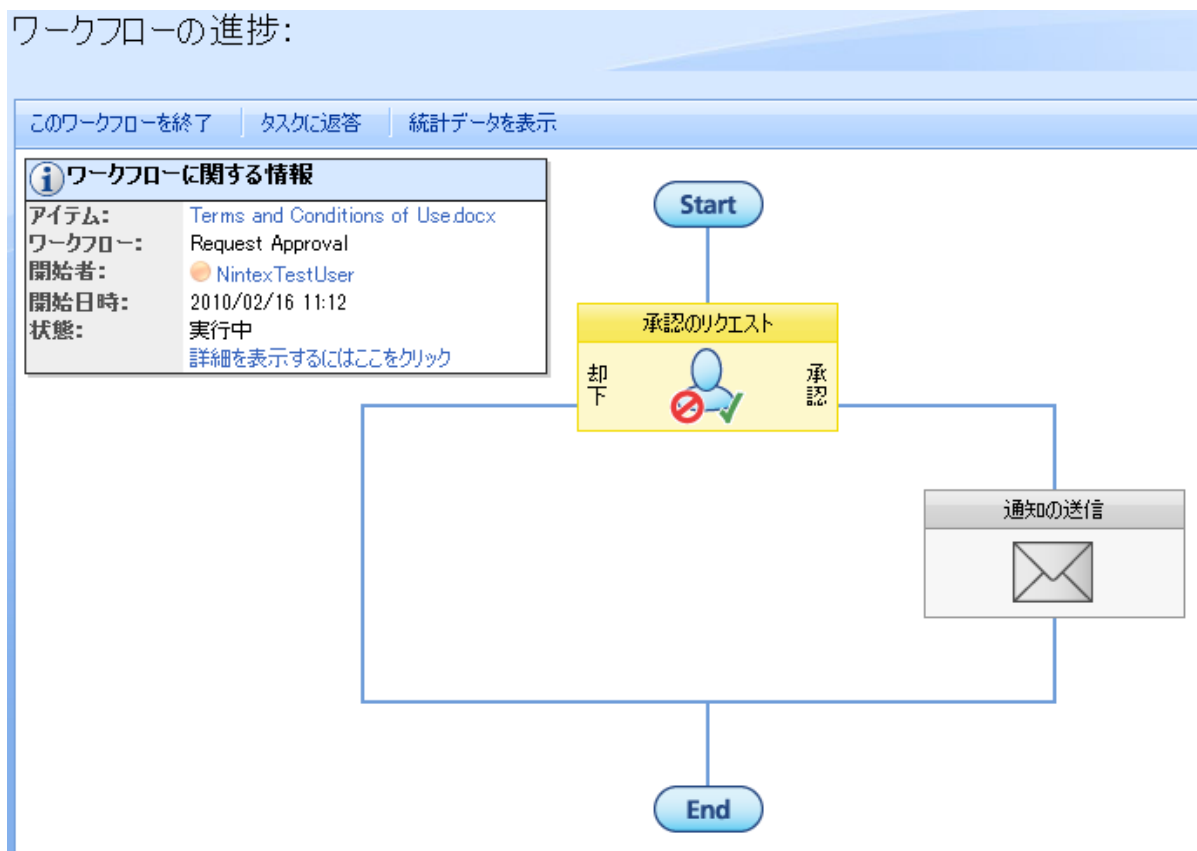 ワークフローの進捗:
このワークフローを終了 タスクに返答 統計データを表示
ワークフローに関する情報
アイテム: Terms and Conditions of Use.docx
ワークフロー: Request Approval
開始者: NintexTestUser
開始日時: 2010/02/16 11:12
状態: 実行中
詳細を表示するにはここをクリック
Start
承認のリクエスト
却下 承認
通知の送信
End